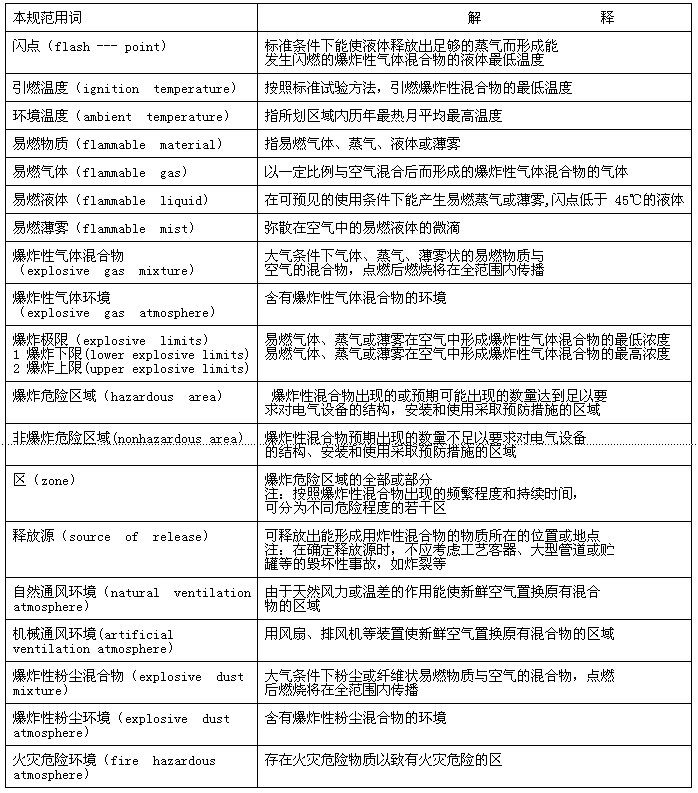 本规范用词 解 释
闪点（flash --- point） 标准条件下能使液体释放出足够的蒸气而形成能
发生闪燃的爆炸性气体混合物的液体最低温度
引燃温度（ignition temperature） 按照标准试验方法，引燃爆炸性混合物的最低温度
环境温度（ambient temperature） 指所划区域内历年最热月平均最高温度
易燃物质（flammable material） 指易燃气体、蒸气、液体或薄雾
易燃气体（flammable gas） 以一定比例与空气混合后而形成的爆炸性气体混合物的气体
易燃液体（flammable liquid） 在可预见的使用条件下能产生易燃蒸气或薄雾,闪点低于 45℃的液体
易燃薄雾（flammable mist） 弥散在空气中的易燃液体的微滴
爆炸性气体混合物
（explosive gas mixture）
大气条件下气体、蒸气、薄雾状的易燃物质与
空气的混合物，点燃后燃烧将在全范围内传播
爆炸性气体环境
（explosive gas atmosphere）
含有爆炸性气体混合物的环境
爆炸极限（explosive limits）
1 爆炸下限(lower explosive limits)
2 爆炸上限(upper explosive limits)
易燃气体、蒸气或薄雾在空气中形成爆炸性气体混合物的最低浓度
易燃气体、蒸气或薄雾在空气中形成爆炸性气体混合物的最高浓度
爆炸危险区域（hazardous area）
爆炸性混合物出现的或预期可能出现的数量达到足以要
求对电气设备的结构，安装和使用采取预防措施的区域
非爆炸危险区域(nonhazardous area)
爆炸性混合物预期出现的数量不足以要求对电气设备
的结构、安装和使用采取预防措施的区域
区（zone）
爆炸危险区域的全部或部分
注：按照爆炸性混合物出现的频繁程度和持续时间，
可分为不同危险程度的若干区
释放源（source of release）
可释放出能形成用炸性混合物的物质所在的位置或地点
注：在确定释放源时，不应考虑工艺客器、大型管道或贮
罐等的毁坏性事故，如炸裂等
自然通风环境（natural ventilation
atmosphere）
由于天然风力或温差的作用能使新鲜空气置换原有混合
物的区域
机械通风环境(artificial
ventilation atmosphere)
用风扇、排风机等装置使新鲜空气置换原有混合物的区域
爆炸性粉尘混合物（explosive dust
mixture）
大气条件下粉尘或纤维状易燃物质与空气的混合物，点燃
后燃烧将在全范围内传播
爆炸性粉尘环境（explosive dust
atmosphere）
含有爆炸性粉尘混合物的环境
火灾危险环境（fire hazardous
atmosphere）
存在火灾危险物质以致有火灾危险的区